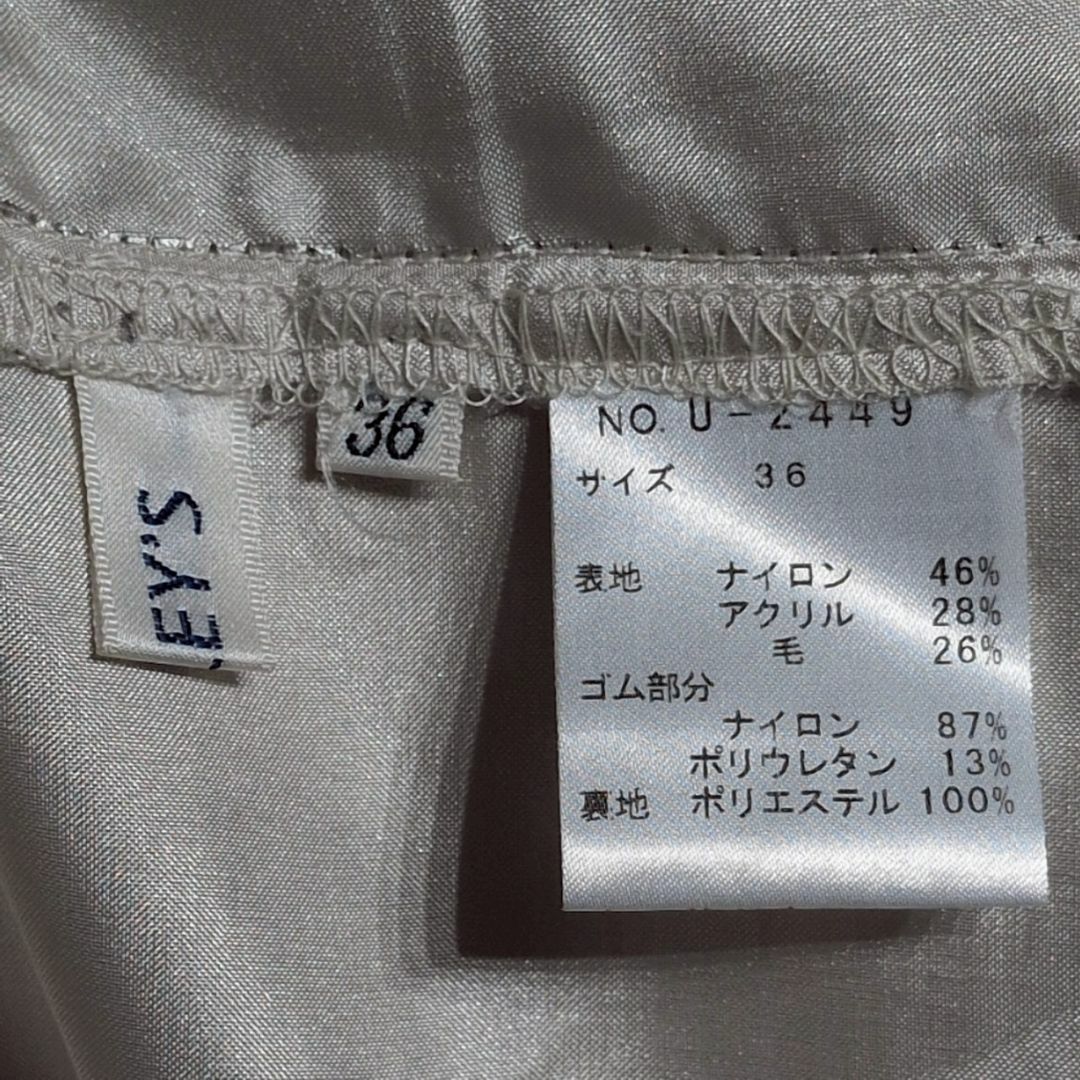 EY'S
36
NO. U-2449
サイズ 36
表地 ナイロン 46%
アクリル 28%
毛 26%
ゴム部分
ナイロン 87%
ポリウレタン 13%
裏地 ポリエステル 100%